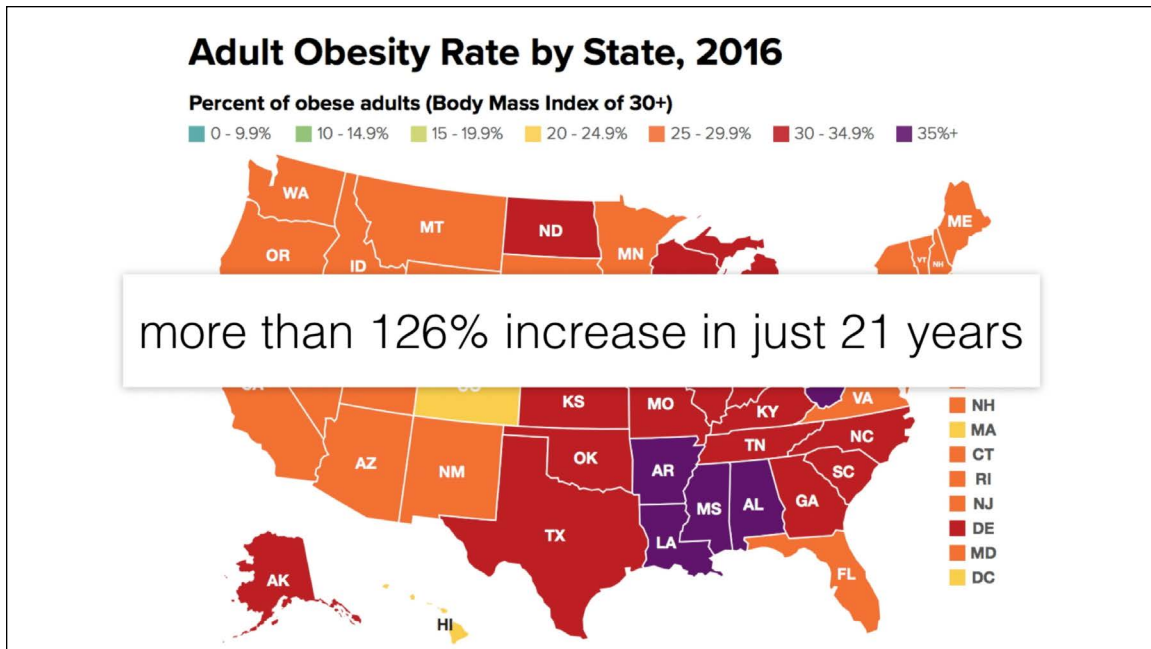 Adult Obesity Rate by State, 2016
Percent of obese adults (Body Mass Index of 30+)
0 - 9.9% 10 - 14.9% 15 - 19.9% 20 - 24.9% 25 - 29.9% 30 - 34.9% 35%+
WA
MT
ND
MN
ME
OR
ID
VT
NH
more than 126% increase in just 21 years
KS
MO
KY
VA
NH
MA
AZ
NM
OK
AR
TN
NC
CT
SC
RI
TX
MS
AL
GA
NJ
LA
DE
MD
AK
FL
DC
HI